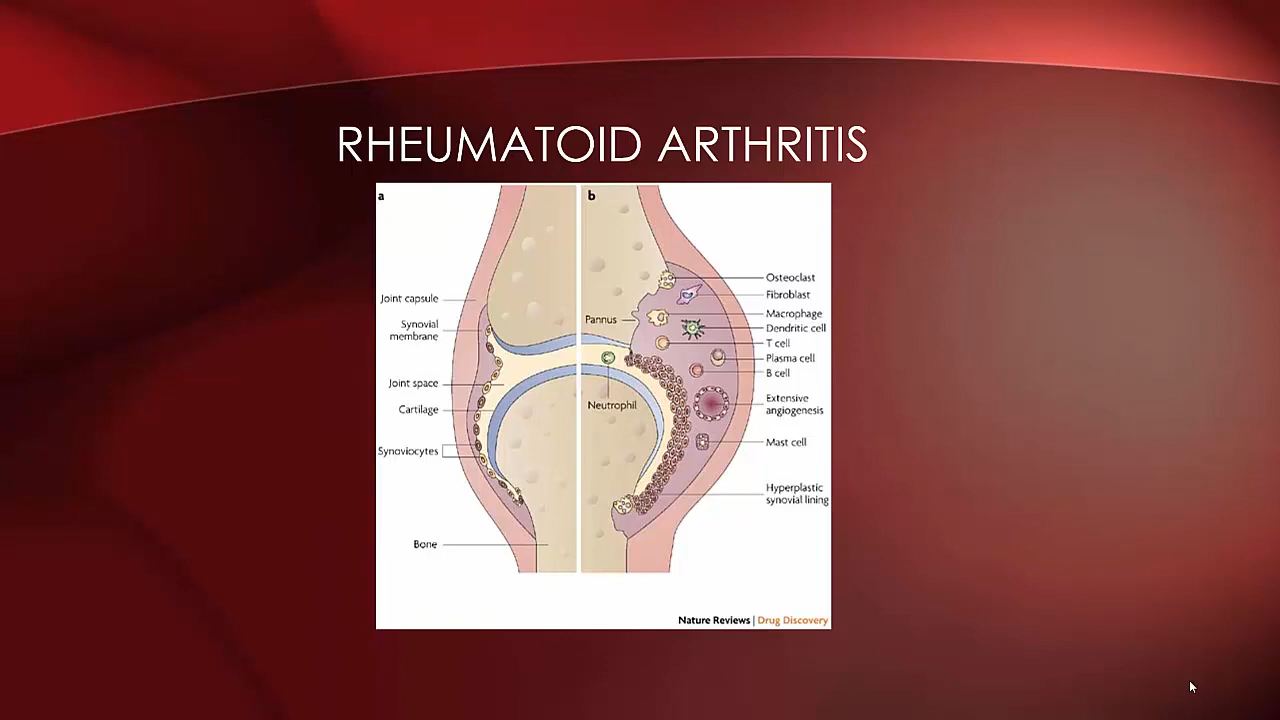 RHEUMATOID ARTHRITIS
a
Joint capsule
Synovial
membrane
Joint space
Cartilage
Synoviocytes
Bone
b
Pannus
Neutrophil
Osteoclast
Fibroblast
Macrophage
Dendritic cell
T cell
Plasma cell
B cell
Extensive
angiogenesis
Mast cell
Hyperplastic
synovial lining
Nature Reviews | Drug Discovery